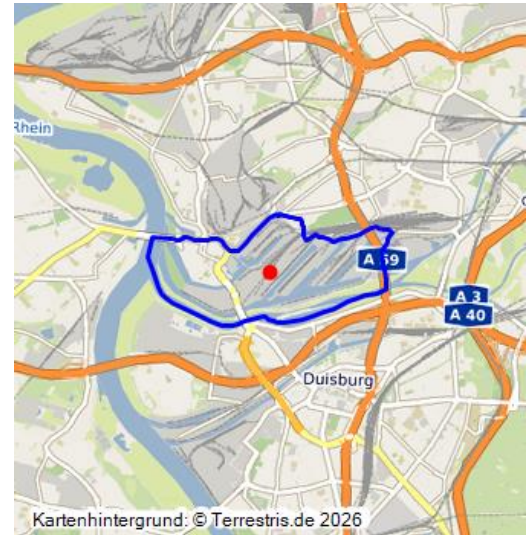 Rhein
A 59
A 3
A 40
Duisburg
Kartenhintergrund: © Terrestris.de 2026